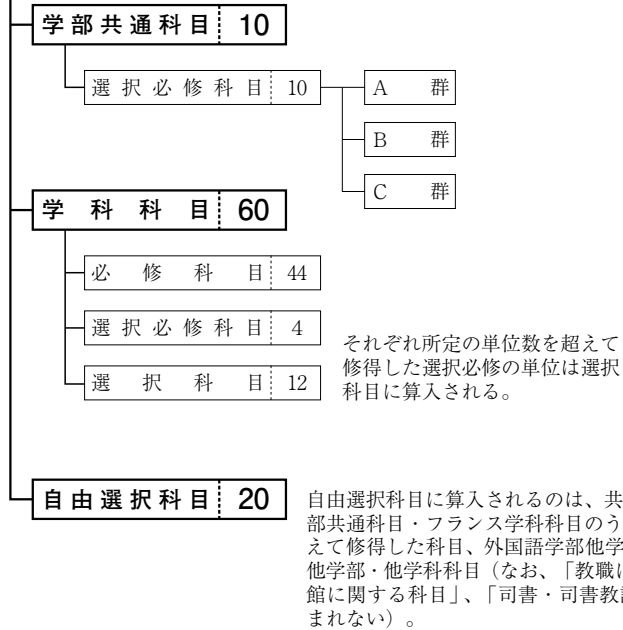 学部共通科目 10
選択必修科目 10
A 群
B 群
C 群
学科科目 60
必修科目 44
選択必修科目 4
選択科目 12
それぞれ所定の単位数を超えて
修得した選択必修の単位は選択
科目に算入される。
自由選択科目 20
自由選択科目に算入されるのは、共
部共通科目・フランス学科科目のう
えて修得した科目、外国語学部他学
他学部・他学科科目（なお、「教職に
館に関する科目」、「司書・司書教諭
まれない）。